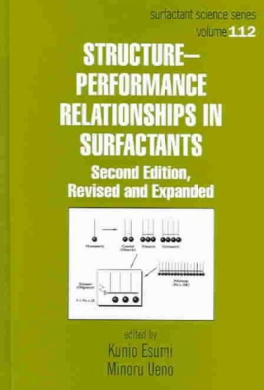 surfactant science series
volume 112
STRUCTURE–
PERFORMANCE
RELATIONSHIPS IN
SURFACTANTS
Second Edition,
Revised and Expanded
edited by
Kunio Esumi
Minoru Ueno